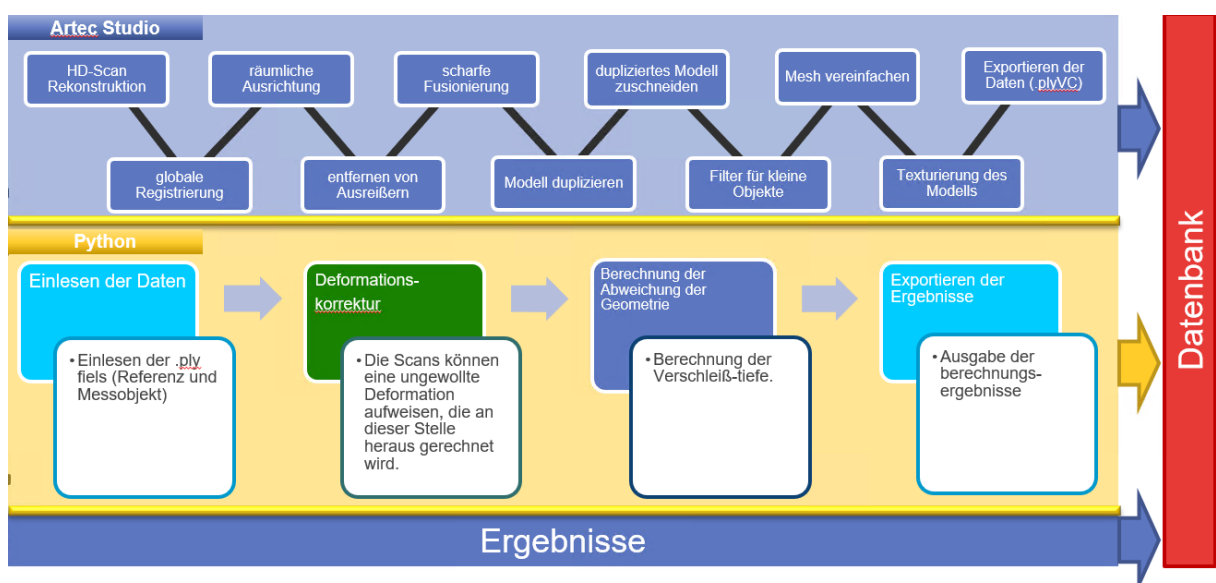 Artec Studio
HD-Scan
Rekonstruktion
räumliche
Ausrichtung
scharfe
Fusionierung
dupliziertes Modell
zuschneiden
Mesh vereinfachen
Exportieren der
Daten (.plyVC)
globale
Registrierung
entfernen von
Ausreißern
Modell duplizieren
Filter für kleine
Objekte
Texturierung des
Modells
Python
Einlesen der Daten
•Einlesen der .ply
fiels (Referenz und
Messobjekt)
Deformations-
korrektur
•Die Scans können
eine ungewollte
Deformation
aufweisen, die an
dieser Stelle
heraus gerechnet
wird.
Berechnung der
Abweichung der
Geometrie
•Berechnung der
Verschleiß-tiefe.
Exportieren der
Ergebnisse
•Ausgabe der
berechnungs-
ergebnisse
Datenbank
Ergebnisse